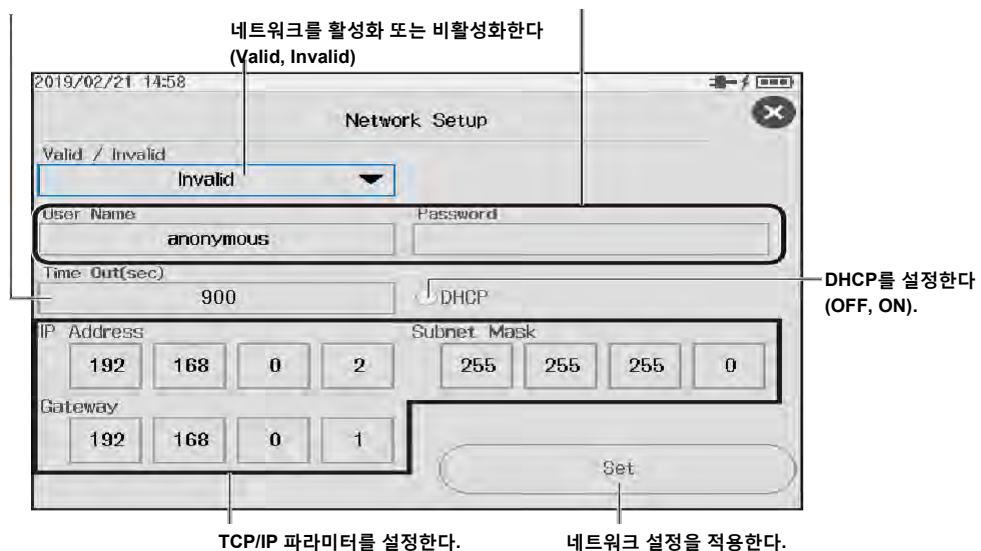 네트워크를 활성화 또는 비활성화한다
(Valid, Invalid)
2019/02/21 14:58
Network Setup
Valid / Invalid
Invalid
User Name
Password
anonymous
Time Out(sec)
900
DHCP
DHCP를 설정한다
(OFF, ON).
IP Address
Subnet Mask
192 168 0 2
255 255 255 0
Gateway
192 168 0 1
Set
TCP/IP 파라미터를 설정한다.
네트워크 설정을 적용한다.